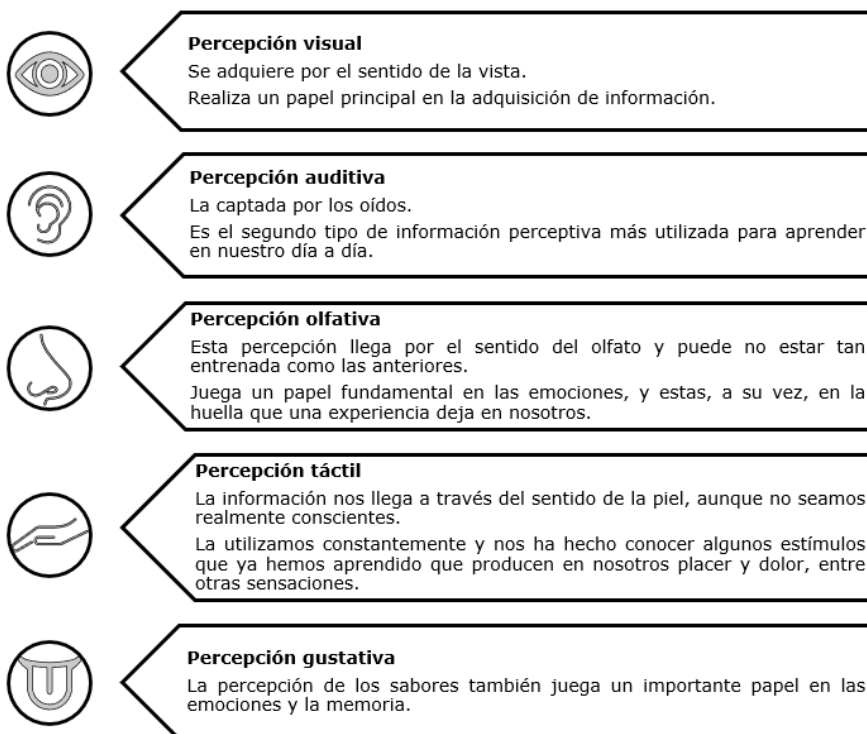 Percepción visual
Se adquiere por el sentido de la vista.
Realiza un papel principal en la adquisición de información.
Percepción auditiva
La captada por los oídos.
Es el segundo tipo de información perceptiva más utilizada para aprender
en nuestro día a día.
Percepción olfativa
Esta percepción llega por el sentido del olfato y puede no estar tan
entrenada como las anteriores.
Juega un papel fundamental en las emociones, y estas, a su vez, en la
huella que una experiencia deja en nosotros.
Percepción táctil
La información nos llega a través del sentido de la piel, aunque no seamos
realmente conscientes.
La utilizamos constantemente y nos ha hecho conocer algunos estímulos
que ya hemos aprendido que producen en nosotros placer y dolor, entre
otras sensaciones.
Percepción gustativa
La percepción de los sabores también juega un importante papel en las
emociones y la memoria.